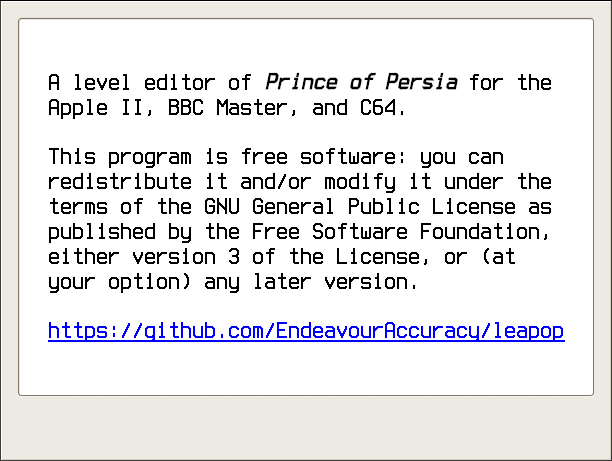 A level editor of Prince of Persia for the
Apple II, BBC Master, and C64.
This program is free software: you can
redistribute it and/or modify it under the
terms of the GNU General Public License as
published by the Free Software Foundation,
either version 3 of the License, or (at
your option) any later version.
https://github.com/EndeavourAccuracy/leapop